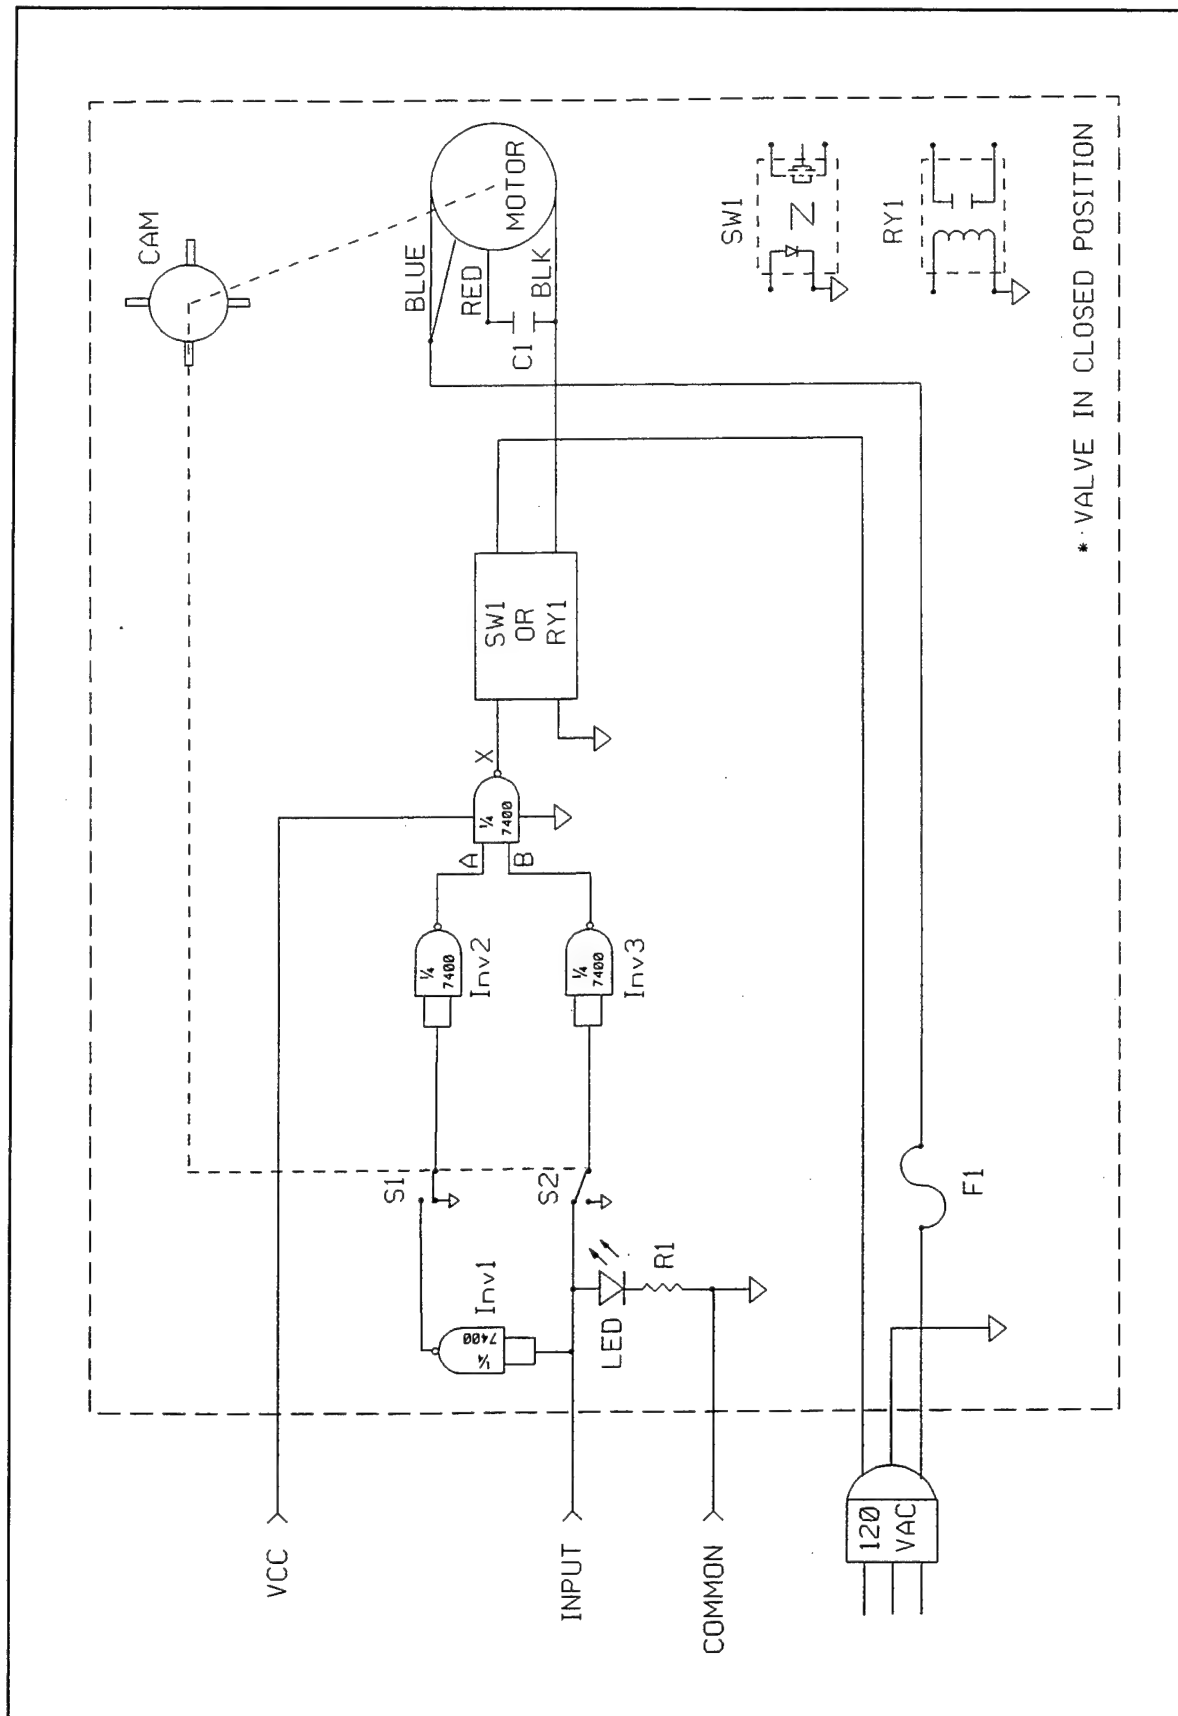 CAM
MOTOR
BLUE
RED
BLK
C1
SW1
RY1
SW1
OR
RY1
X
A
B
¼
7400
¼
7400
Inv2
¼
7400
Inv3
S1
S2
¼
7400
Inv1
LED
R1
F1
VCC
INPUT
COMMON
120
VAC
* VALVE IN CLOSED POSITION